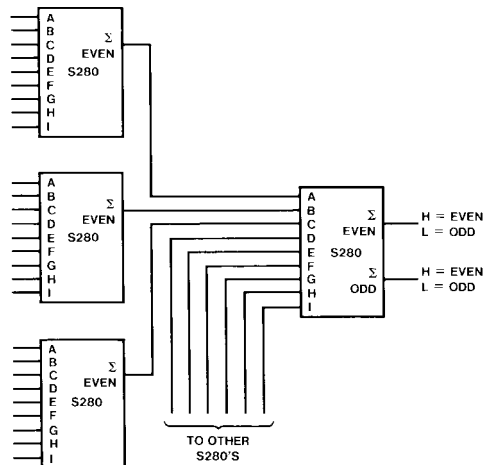 A
B
C
D
E
F
G
H
I
Σ
EVEN
S280
A
B
C
D
E
F
G
H
I
Σ
EVEN
S280
A
B
C
D
E
F
G
H
I
Σ
EVEN
S280
A
B
C
D
E
F
G
H
I
Σ
EVEN
S280
Σ
ODD
H = EVEN
L = ODD
H = EVEN
L = ODD
TO OTHER
S280'S